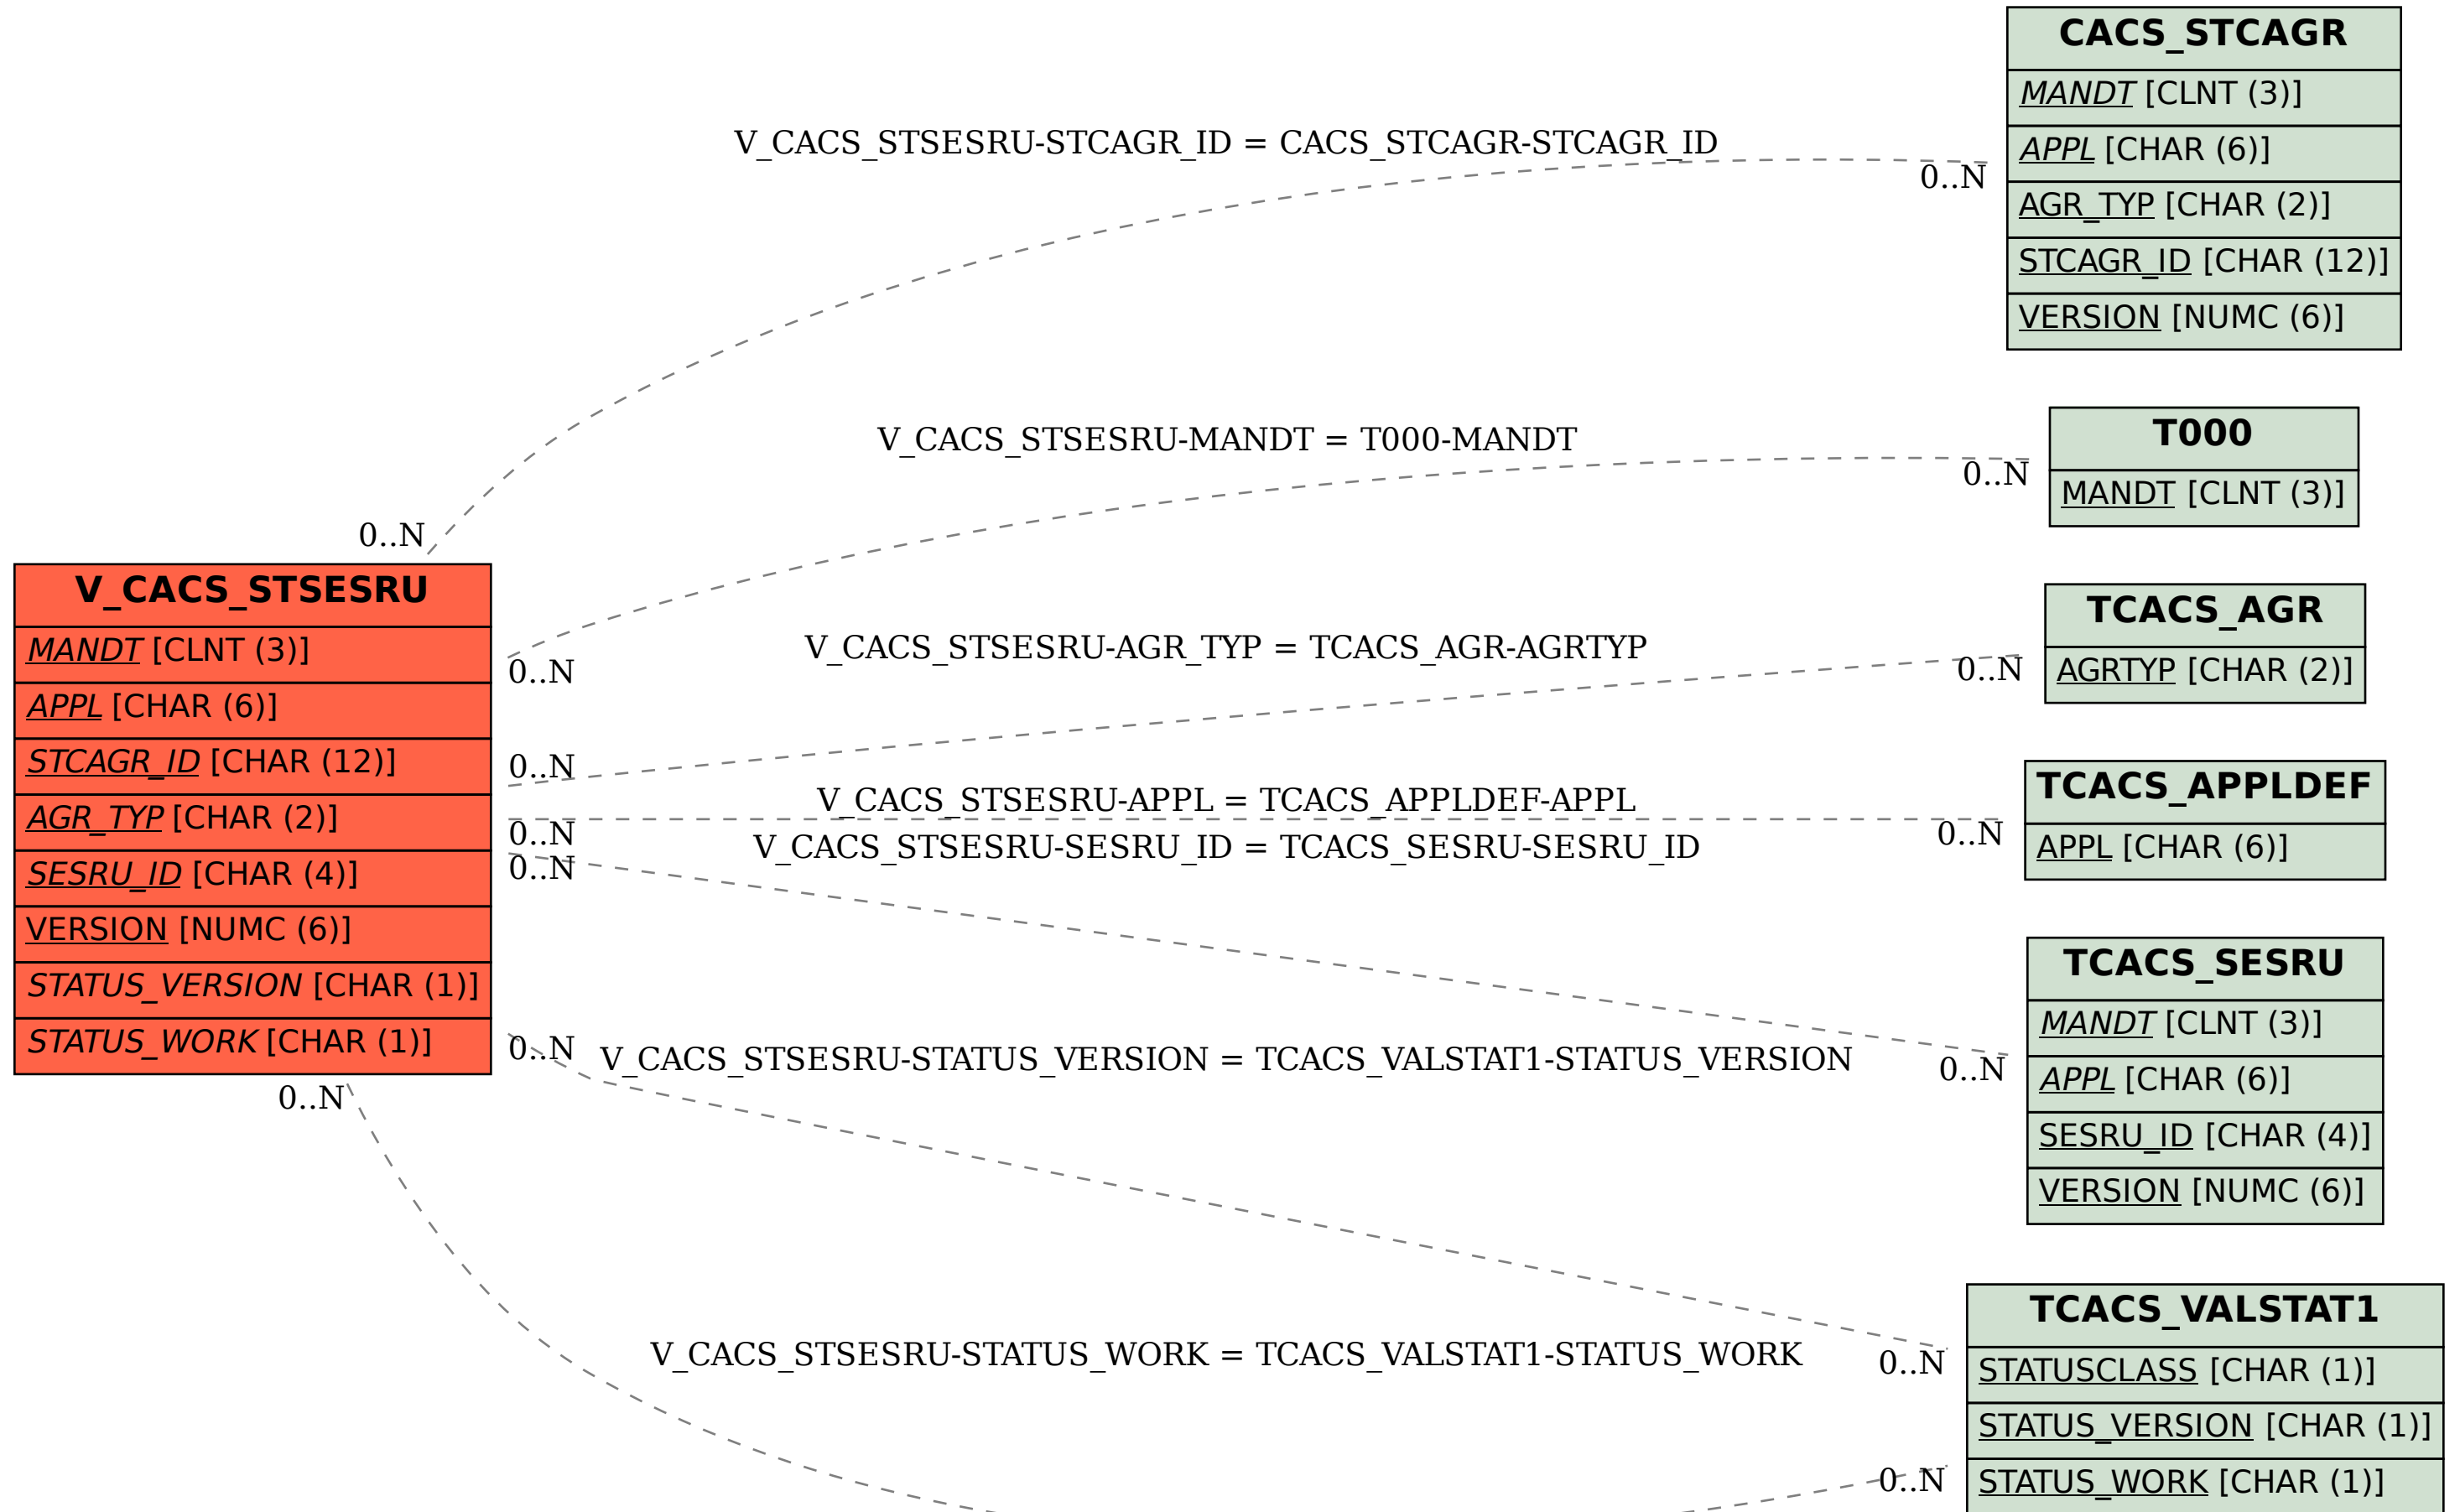 CACS_STCAGR
MANDT [CLNT (3)]
APPL [CHAR (6)]
AGR_TYP [CHAR (2)]
STCAGR_ID [CHAR (12)]
VERSION [NUMC (6)]
V_CACS_STSESRU-STCAGR_ID = CACS_STCAGR-STCAGR_ID
0..N
0..N
T000
MANDT [CLNT (3)]
V_CACS_STSESRU-MANDT = T000-MANDT
0..N
0..N
V_CACS_STSESRU
MANDT [CLNT (3)]
APPL [CHAR (6)]
STCAGR_ID [CHAR (12)]
AGR_TYP [CHAR (2)]
SESRU_ID [CHAR (4)]
VERSION [NUMC (6)]
STATUS_VERSION [CHAR (1)]
STATUS_WORK [CHAR (1)]
TCACS_AGR
AGRTYP [CHAR (2)]
V_CACS_STSESRU-AGR_TYP = TCACS_AGR-AGRTYP
0..N
0..N
TCACS_APPLDEF
APPL [CHAR (6)]
V_CACS_STSESRU-APPL = TCACS_APPLDEF-APPL
0..N
0..N
V_CACS_STSESRU-SESRU_ID = TCACS_SESRU-SESRU_ID
0..N
0..N
TCACS_SESRU
MANDT [CLNT (3)]
APPL [CHAR (6)]
SESRU_ID [CHAR (4)]
VERSION [NUMC (6)]
V_CACS_STSESRU-STATUS_VERSION = TCACS_VALSTAT1-STATUS_VERSION
0..N
0..N
TCACS_VALSTAT1
STATUSCLASS [CHAR (1)]
STATUS_VERSION [CHAR (1)]
STATUS_WORK [CHAR (1)]
V_CACS_STSESRU-STATUS_WORK = TCACS_VALSTAT1-STATUS_WORK
0..N
0..N